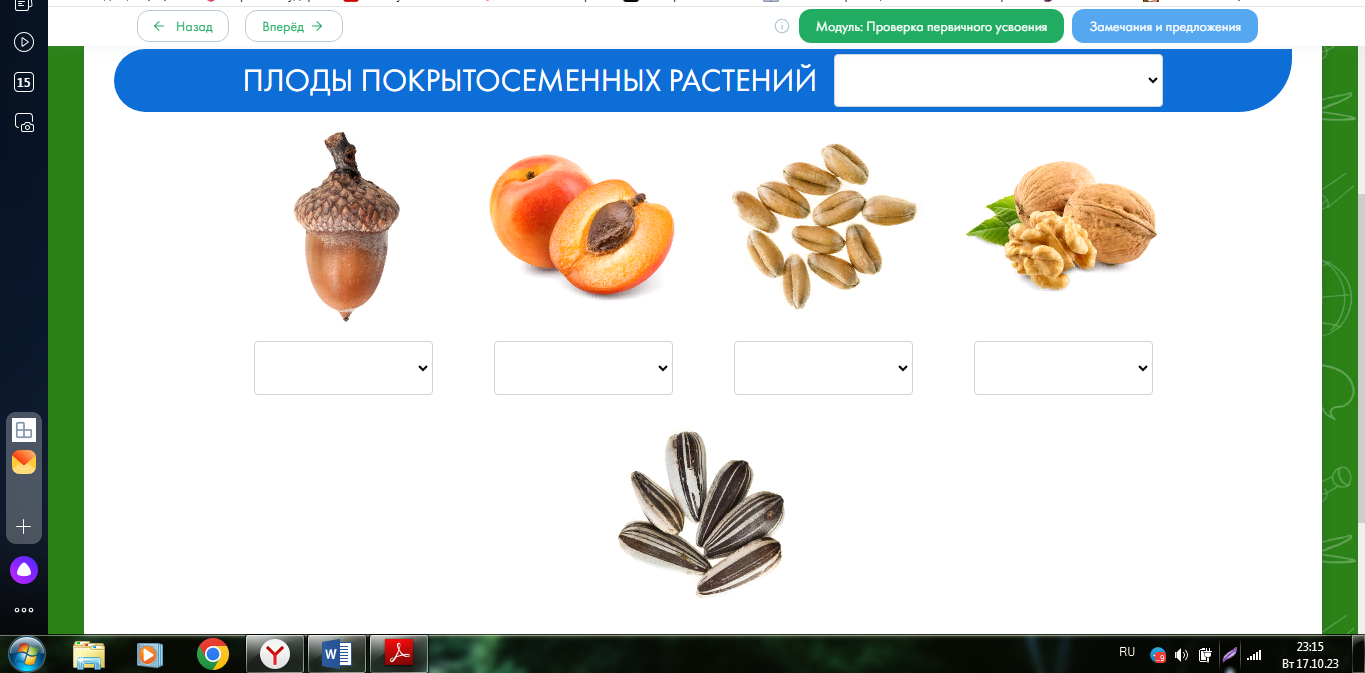 Назад
Вперёд
Модуль: Проверка первичного усвоения
Замечания и предложения
15
ПЛОДЫ ПОКРЫТОСЕМЕННЫХ РАСТЕНИЙ
RU
23:15
Вт 17.10.23